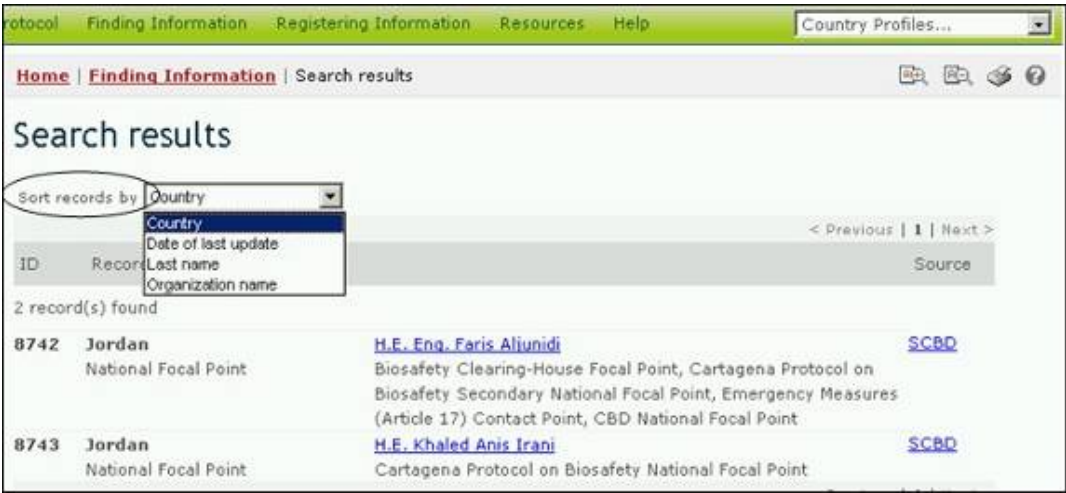 rotocol Finding Information Registering Information Resources Help Country Profiles...
Home | Finding Information | Search results
Search results
Sort records by Country
Country
Date of last update
Last name
Organization name
< Previous | 1 | Next >
ID Record Source
2 record(s) found
8742 Jordan H.E. Eng. Faris Aljunidi SCBD
National Focal Point Biosafety Clearing-House Focal Point, Cartagena Protocol on
Biosafety Secondary National Focal Point, Emergency Measures
(Article 17) Contact Point, CBD National Focal Point
8743 Jordan H.E. Khaled Anis Irani SCBD
National Focal Point Cartagena Protocol on Biosafety National Focal Point